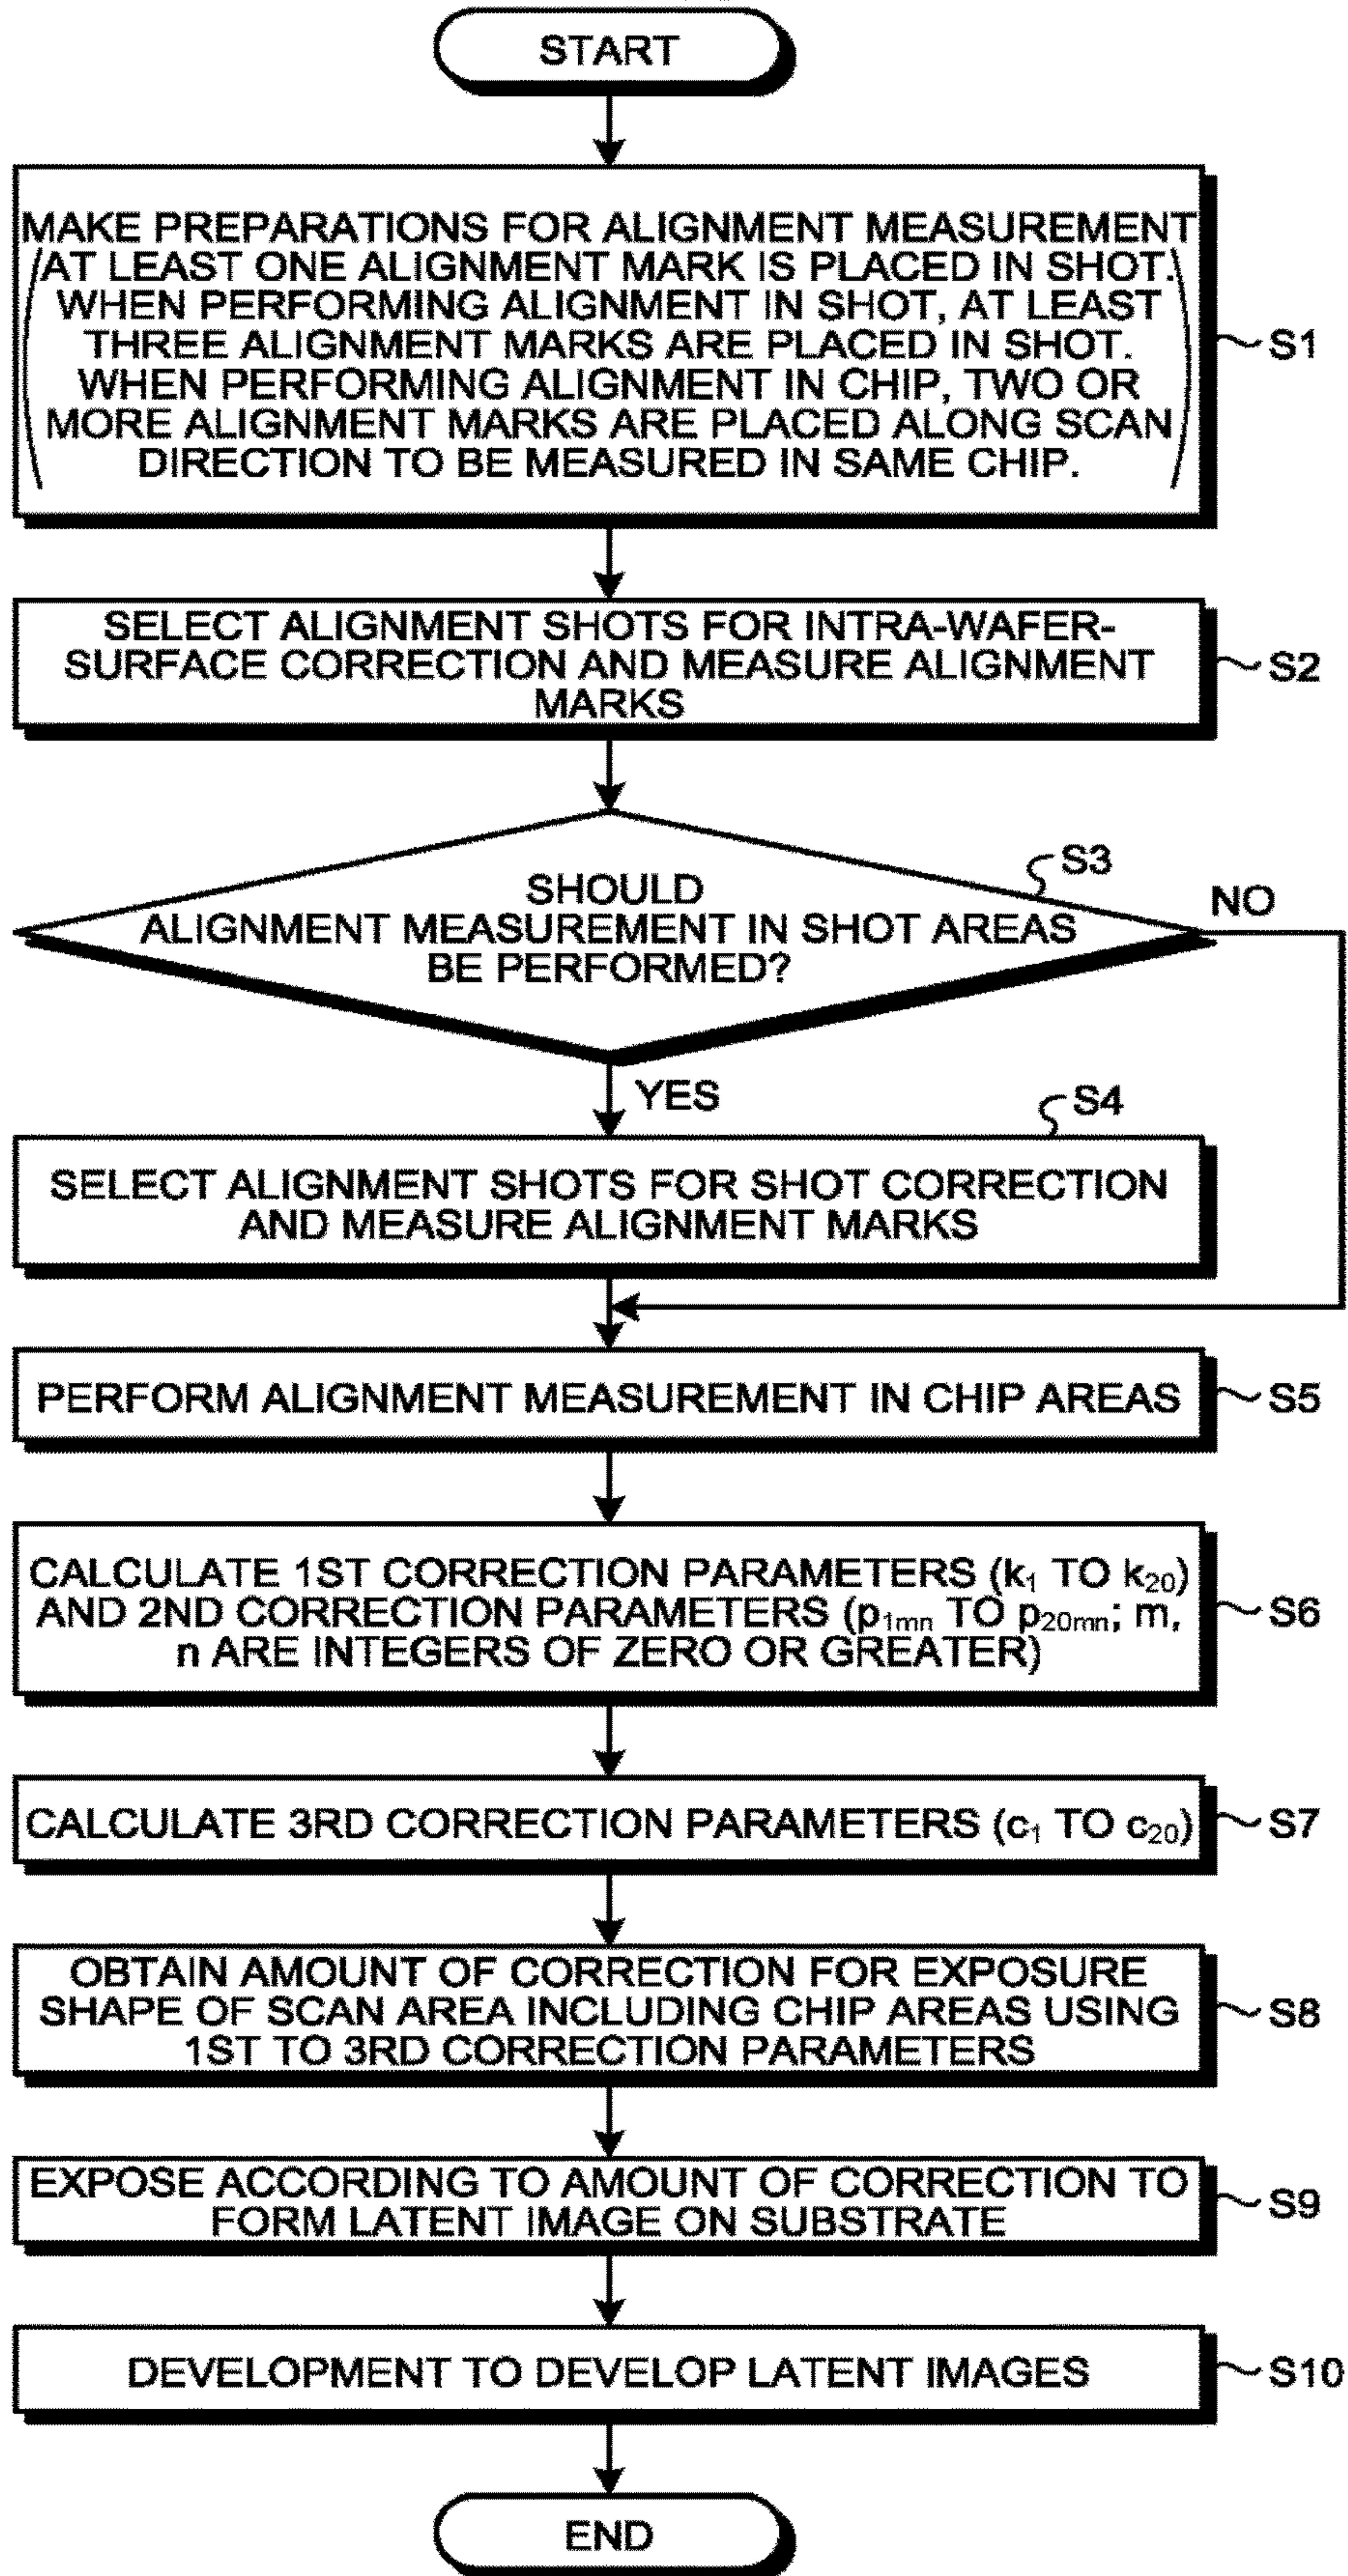 START
MAKE PREPARATIONS FOR ALIGNMENT MEASUREMENT
AT LEAST ONE ALIGNMENT MARK IS PLACED IN SHOT.
WHEN PERFORMING ALIGNMENT IN SHOT, AT LEAST
THREE ALIGNMENT MARKS ARE PLACED IN SHOT.
WHEN PERFORMING ALIGNMENT IN CHIP, TWO OR
MORE ALIGNMENT MARKS ARE PLACED ALONG SCAN
DIRECTION TO BE MEASURED IN SAME CHIP.
S1
SELECT ALIGNMENT SHOTS FOR INTRA-WAFER-
SURFACE CORRECTION AND MEASURE ALIGNMENT
MARKS
S2
SHOULD
ALIGNMENT MEASUREMENT IN SHOT AREAS
BE PERFORMED?
S3
NO
YES
S4
SELECT ALIGNMENT SHOTS FOR SHOT CORRECTION
AND MEASURE ALIGNMENT MARKS
PERFORM ALIGNMENT MEASUREMENT IN CHIP AREAS
S5
CALCULATE 1ST CORRECTION PARAMETERS (k₁ TO k₂₀)
AND 2ND CORRECTION PARAMETERS (p₁ₘₙ TO p₂₀ₘₙ; m,
n ARE INTEGERS OF ZERO OR GREATER)
S6
CALCULATE 3RD CORRECTION PARAMETERS (c₁ TO c₂₀)
S7
OBTAIN AMOUNT OF CORRECTION FOR EXPOSURE
SHAPE OF SCAN AREA INCLUDING CHIP AREAS USING
1ST TO 3RD CORRECTION PARAMETERS
S8
EXPOSE ACCORDING TO AMOUNT OF CORRECTION TO
FORM LATENT IMAGE ON SUBSTRATE
S9
DEVELOPMENT TO DEVELOP LATENT IMAGES
S10
END